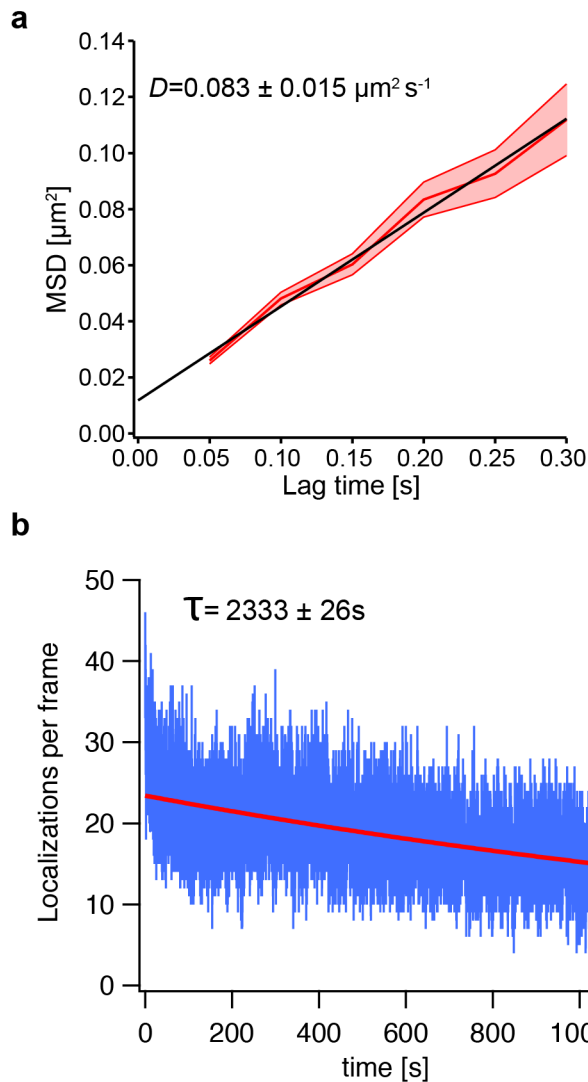 a
0.14
0.12
0.10
0.08
0.06
0.04
0.02
0.00
MSD [µm²]
D=0.083 ± 0.015 µm² s⁻¹
0.00 0.05 0.10 0.15 0.20 0.25 0.30
Lag time [s]
b
50
40
30
20
10
0
Localizations per frame
τ= 2333 ± 26s
0 200 400 600 800 100
time [s]